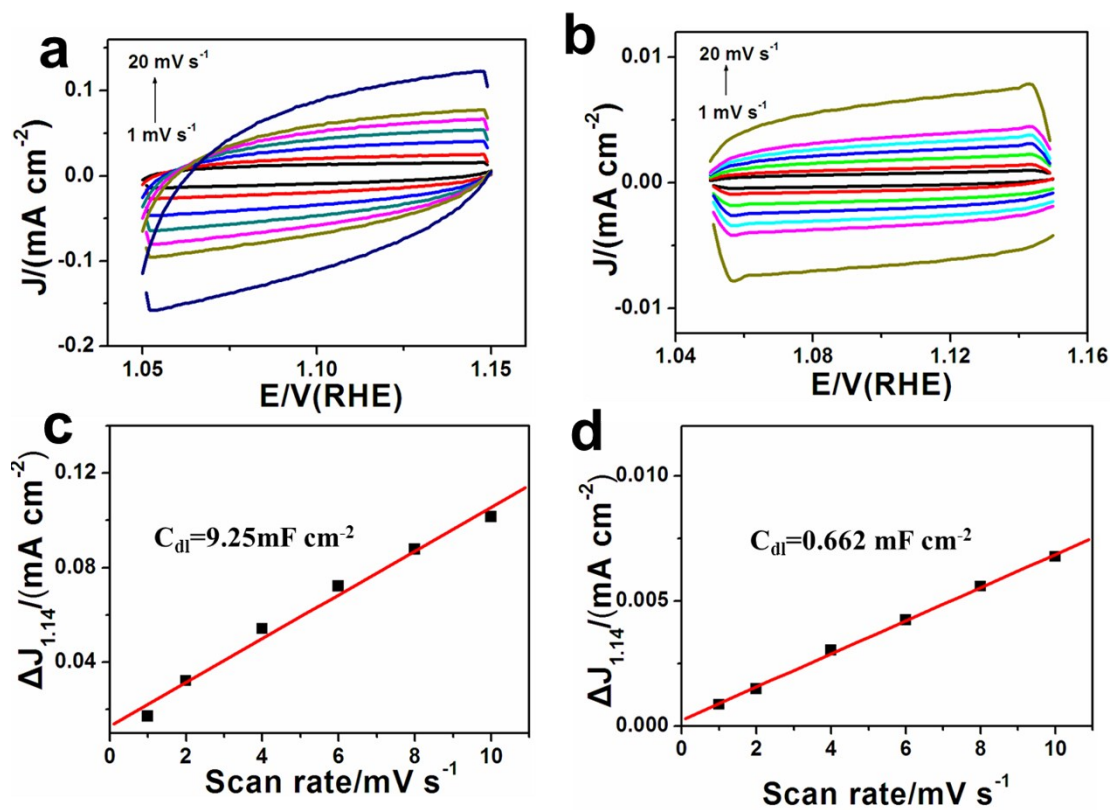 a
20 mV s⁻¹
1 mV s⁻¹
0.1
0.0
-0.1
-0.2
J/(mA cm⁻²)
1.05 1.10 1.15
E/V(RHE)
b
20 mV s⁻¹
1 mV s⁻¹
0.01
0.00
-0.01
J/(mA cm⁻²)
1.04 1.08 1.12 1.16
E/V(RHE)
c
Cdl=9.25mF cm⁻²
0.12
0.08
0.04
ΔJ1.14/(mA cm⁻²)
0 2 4 6 8 10
Scan rate/mV s⁻¹
d
Cdl=0.662 mF cm⁻²
0.010
0.005
0.000
ΔJ1.14/(mA cm⁻²)
0 2 4 6 8 10
Scan rate/mV s⁻¹